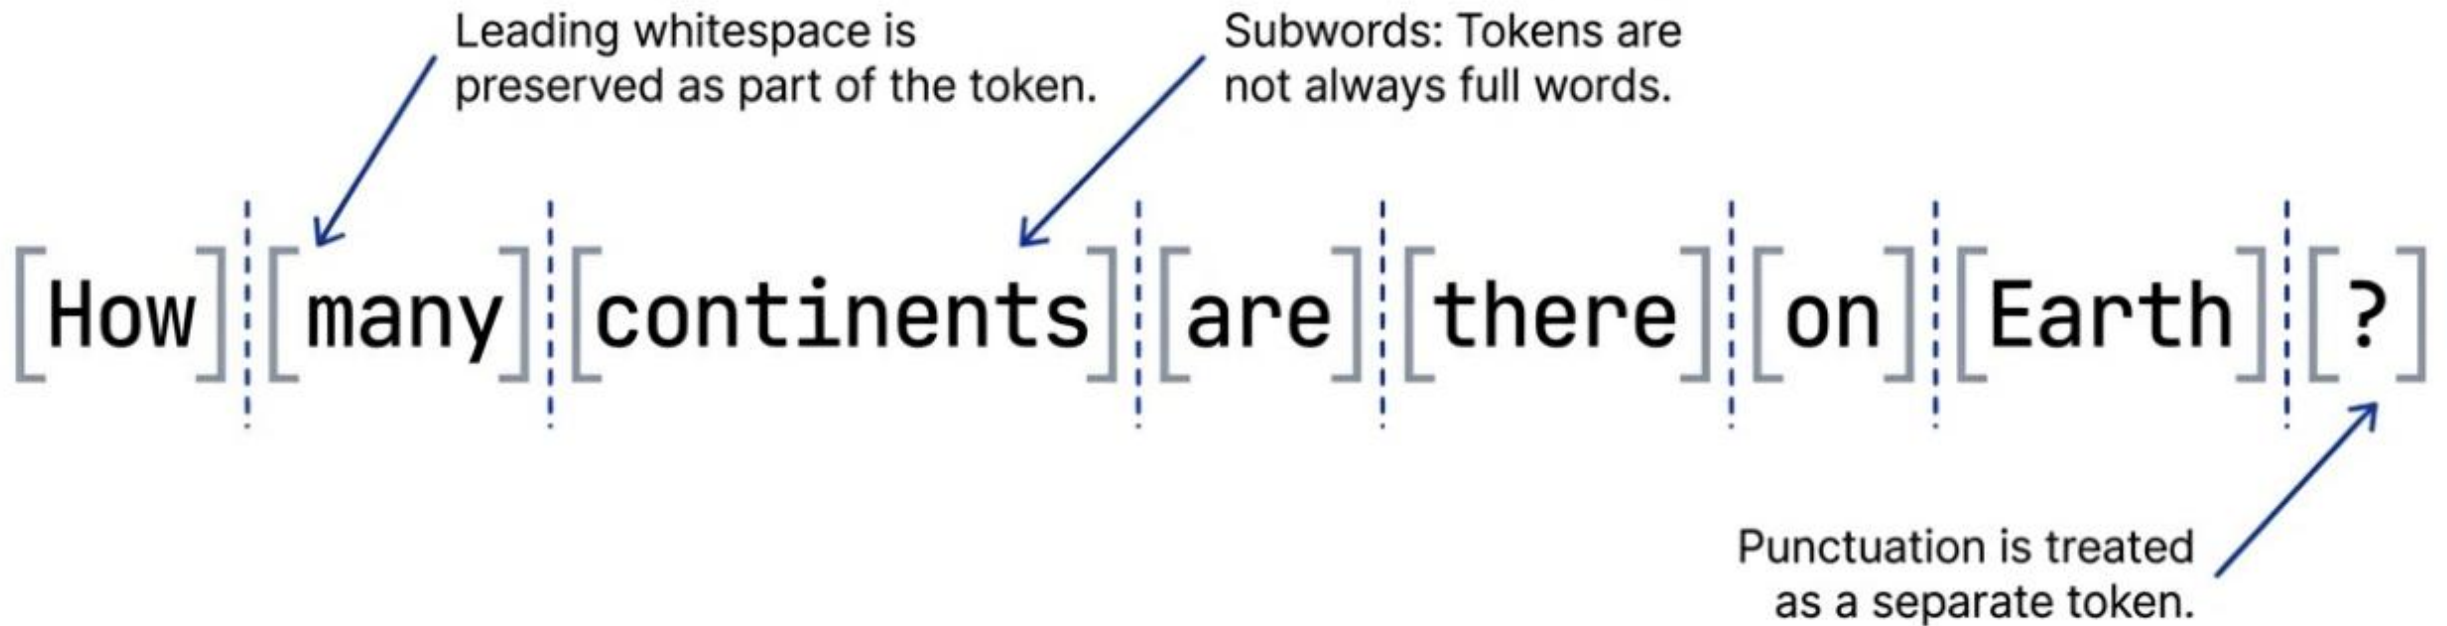 Leading whitespace is
preserved as part of the token.
Subwords: Tokens are
not always full words.
[How] [many] [continents] [are] [there] [on] [Earth] [?]
Punctuation is treated
as a separate token.